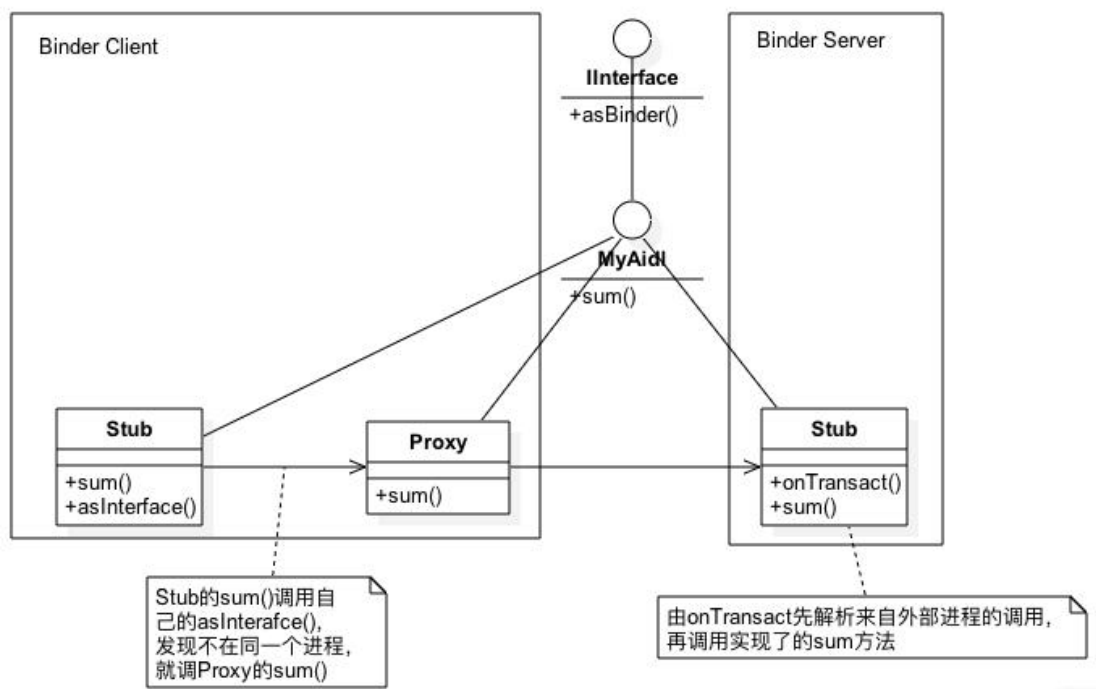 Binder Client
IInterface
+asBinder()
Binder Server
MyAidl
+sum()
Stub
+sum()
+asInterface()
Proxy
+sum()
Stub
+onTransact()
+sum()
Stub的sum()调用自
己的asInterafce(),
发现不在同一个进程,
就调Proxy的sum()
由onTransact先解析来自外部进程的调用,
再调用实现了的sum方法